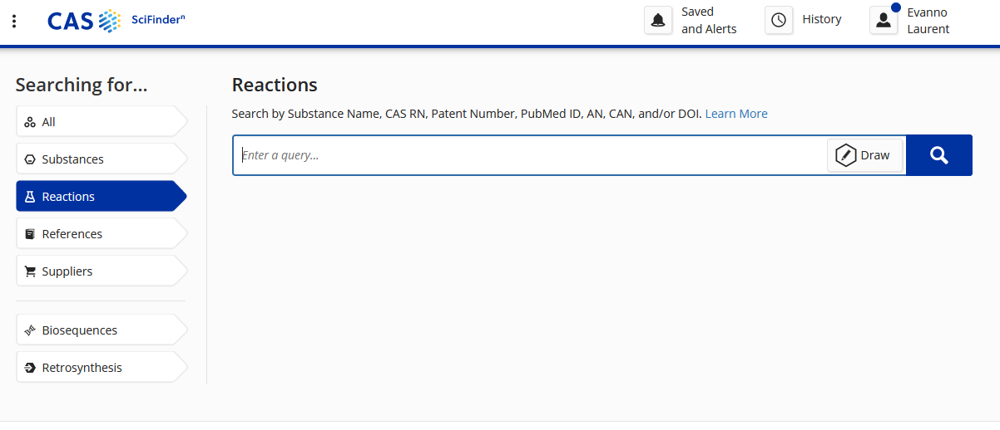 CAS SciFinderⁿ
Saved
and Alerts
History
Evanno
Laurent
Searching for...
All
Substances
Reactions
References
Suppliers
Biosequences
Retrosynthesis
Reactions
Search by Substance Name, CAS RN, Patent Number, PubMed ID, AN, CAN, and/or DOI. Learn More
Enter a query...
Draw